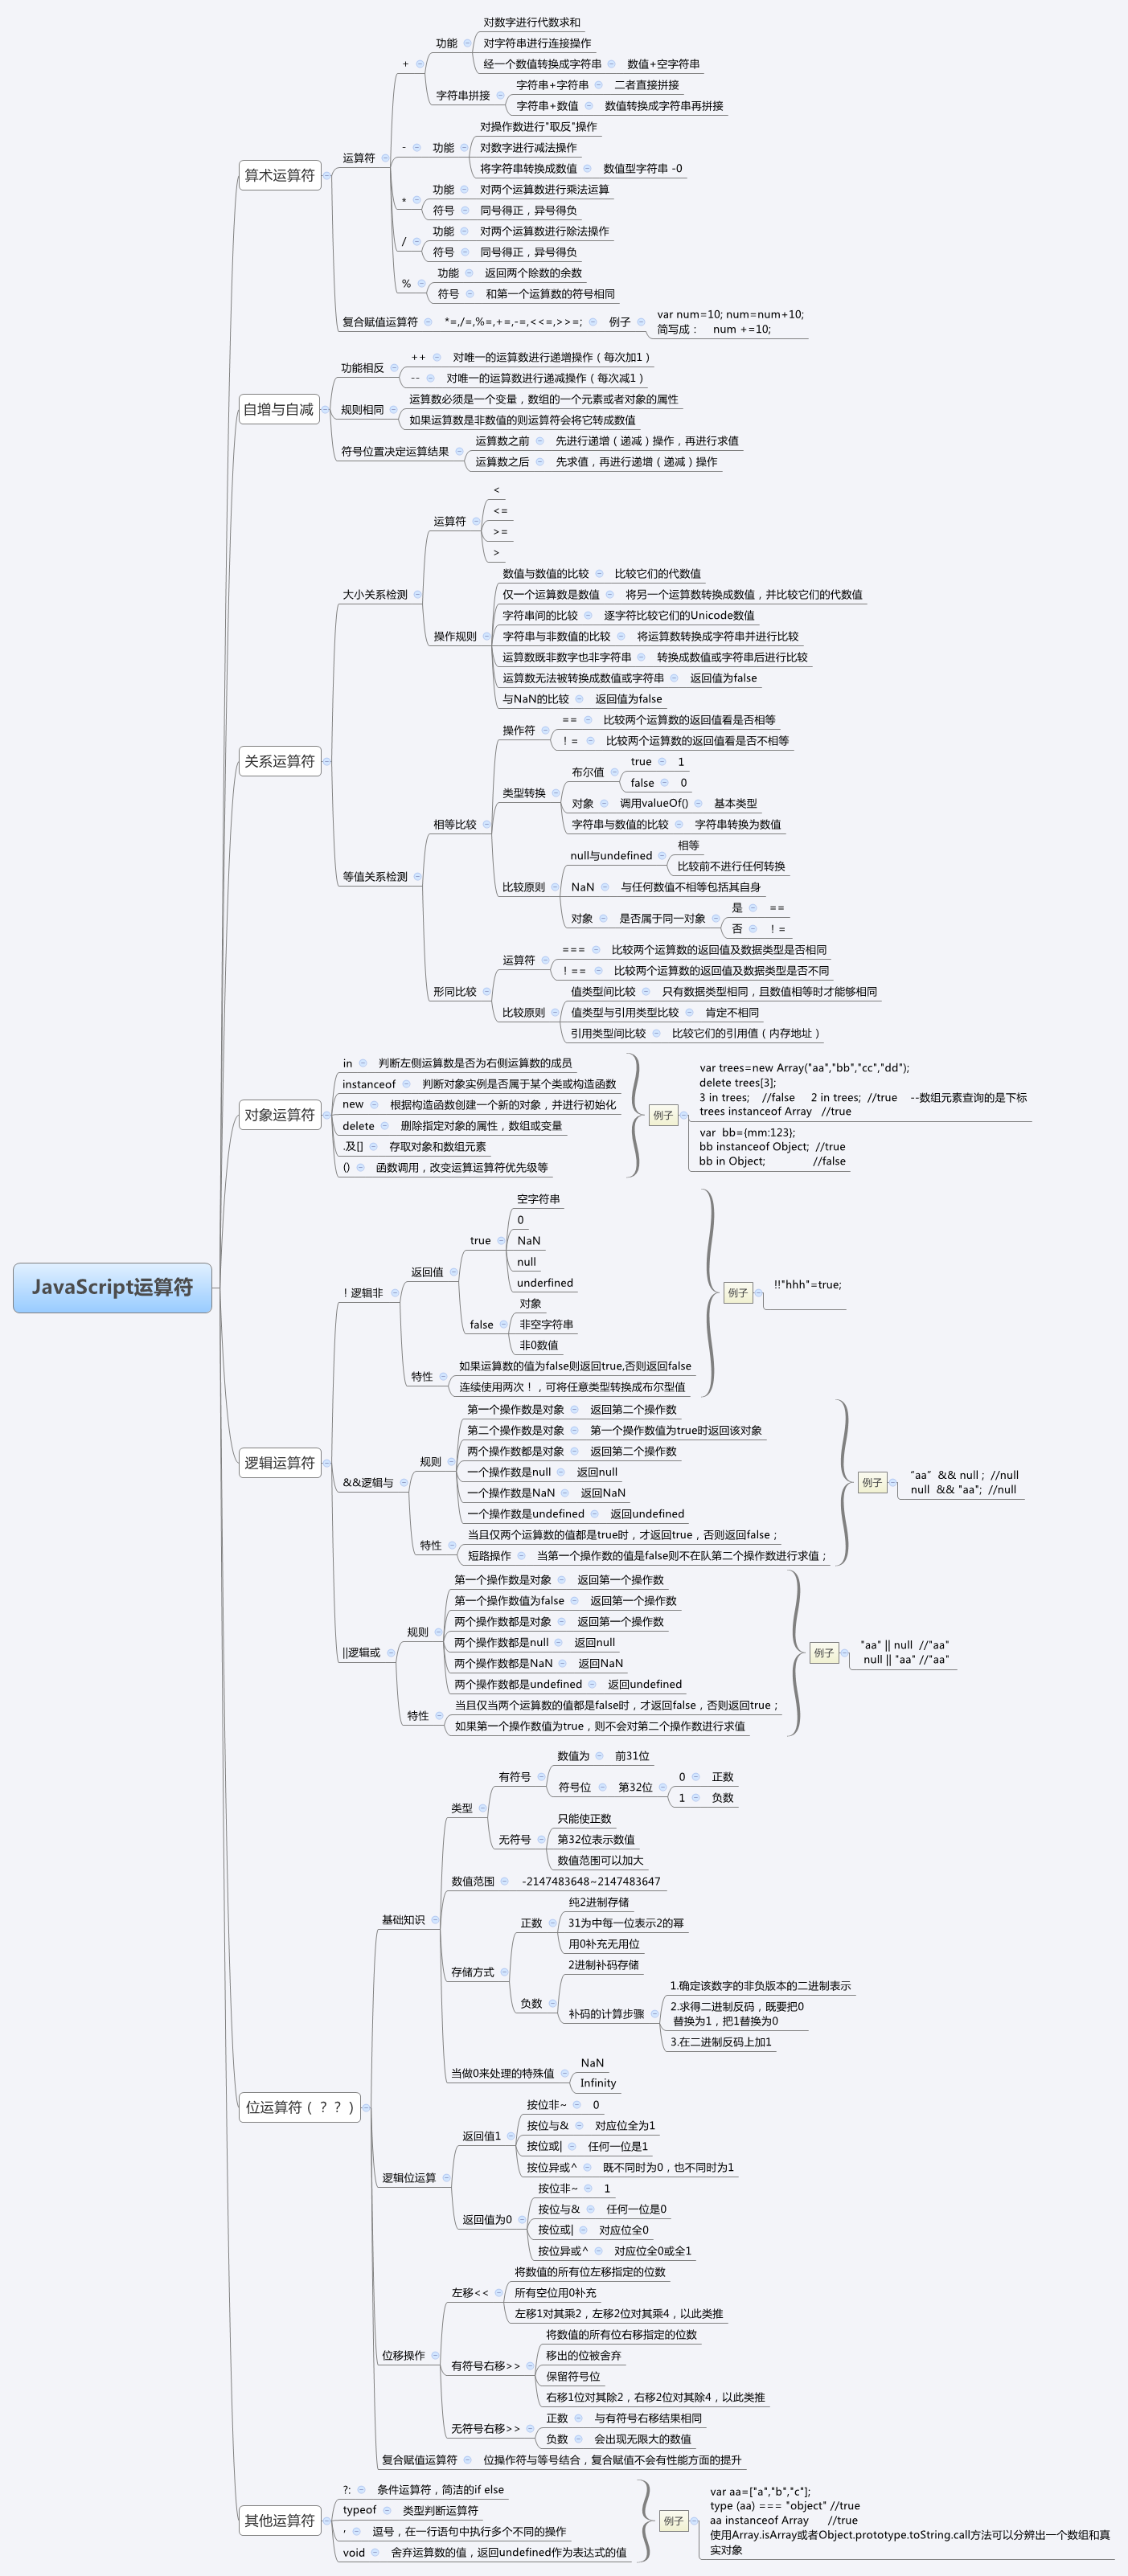 JavaScript运算符
算术运算符
运算符
+
功能
对数字进行代数求和
对字符串进行连接操作
经一个数值转换成字符串
数值+空字符串
字符串拼接
字符串+字符串
二者直接拼接
字符串+数值
数值转换成字符串再拼接
-
功能
对操作数进行"取反"操作
对数字进行减法操作
将字符串转换成数值
数值型字符串 -0
*
功能
对两个运算数进行乘法运算
符号
同号得正，异号得负
/
功能
对两个运算数进行除法操作
符号
同号得正，异号得负
%
功能
返回两个除数的余数
符号
和第一个运算数的符号相同
复合赋值运算符
*=,/=,%=,+=,-=,<<=,>>=;
例子
var num=10; num=num+10;
简写成： num +=10;
自增与自减
功能相反
++
对唯一的运算数进行递增操作（每次加1）
--
对唯一的运算数进行递减操作（每次减1）
规则相同
运算数必须是一个变量，数组的一个元素或者对象的属性
如果运算数是非数值的则运算符会将它转成数值
符号位置决定运算结果
运算数之前
先进行递增（递减）操作，再进行求值
运算数之后
先求值，再进行递增（递减）操作
关系运算符
大小关系检测
运算符
<
<=
>=
>
操作规则
数值与数值的比较
比较它们的代数值
仅一个运算数是数值
将另一个运算数转换成数值，并比较它们的代数值
字符串间的比较
逐字符比较它们的Unicode数值
字符串与非数值的比较
将运算数转换成字符串并进行比较
运算数既非数字也非字符串
转换成数值或字符串后进行比较
运算数无法被转换成数值或字符串
返回值为false
与NaN的比较
返回值为false
等值关系检测
相等比较
操作符
==
比较两个运算数的返回值看是否相等
！=
比较两个运算数的返回值看是否不相等
类型转换
布尔值
true
1
false
0
对象
调用valueOf()
基本类型
字符串与数值的比较
字符串转换为数值
比较原则
null与undefined
相等
比较前不进行任何转换
NaN
与任何数值不相等包括其自身
对象
是否属于同一对象
是
==
否
！=
形同比较
运算符
===
比较两个运算数的返回值及数据类型是否相同
！==
比较两个运算数的返回值及数据类型是否不同
比较原则
值类型间比较
只有数据类型相同，且数值相等时才能够相同
值类型与引用类型比较
肯定不相同
引用类型间比较
比较它们的引用值（内存地址）
对象运算符
in
判断左侧运算数是否为右侧运算数的成员
instanceof
判断对象实例是否属于某个类或构造函数
new
根据构造函数创建一个新的对象，并进行初始化
delete
删除指定对象的属性，数组或变量
.及[]
存取对象和数组元素
()
函数调用，改变运算运算符优先级等
例子
var trees=new Array("aa","bb","cc","dd");
delete trees[3];
3 in trees; //false 2 in trees; //true --数组元素查询的是下标
trees instanceof Array //true
var bb={mm:123};
bb instanceof Object; //true
bb in Object; //false
逻辑运算符
！逻辑非
返回值
true
空字符串
0
NaN
null
underfined
false
对象
非空字符串
非0数值
特性
如果运算数的值为false则返回true,否则返回false
连续使用两次！，可将任意类型转换成布尔型值
例子
!!"hhh"=true;
&&逻辑与
规则
第一个操作数是对象
返回第二个操作数
第二个操作数是对象
第一个操作数值为true时返回该对象
两个操作数都是对象
返回第二个操作数
一个操作数是null
返回null
一个操作数是NaN
返回NaN
一个操作数是undefined
返回undefined
特性
当且仅两个运算数的值都是true时，才返回true，否则返回false；
短路操作
当第一个操作数的值是false则不在队第二个操作数进行求值；
例子
“aa” && null ; //null
null && "aa"; //null
||逻辑或
规则
第一个操作数是对象
返回第一个操作数
第一个操作数值为false
返回第一个操作数
两个操作数都是对象
返回第一个操作数
两个操作数都是null
返回null
两个操作数都是NaN
返回NaN
两个操作数都是undefined
返回undefined
特性
当且仅当两个运算数的值都是false时，才返回false，否则返回true；
如果第一个操作数值为true，则不会对第二个操作数进行求值
例子
"aa" || null //"aa"
null || "aa" //"aa"
位运算符（？？）
基础知识
类型
有符号
数值为
前31位
符号位
第32位
0
正数
1
负数
无符号
只能使正数
第32位表示数值
数值范围可以加大
数值范围
-2147483648~2147483647
存储方式
正数
纯2进制存储
31为中每一位表示2的幂
用0补充无用位
负数
2进制补码存储
补码的计算步骤
1.确定该数字的非负版本的二进制表示
2.求得二进制反码，既要把0
替换为1，把1替换为0
3.在二进制反码上加1
当做0来处理的特殊值
NaN
Infinity
逻辑位运算
返回值1
按位非~
0
按位与&
对应位全为1
按位或|
任何一位是1
按位异或^
既不同时为0，也不同时为1
返回值为0
按位非~
1
按位与&
任何一位是0
按位或|
对应位全0
按位异或^
对应位全0或全1
位移操作
左移<<
将数值的所有位左移指定的位数
所有空位用0补充
左移1对其乘2，左移2位对其乘4，以此类推
有符号右移>>
将数值的所有位右移指定的位数
移出的位被舍弃
保留符号位
右移1位对其除2，右移2位对其除4，以此类推
无符号右移>>
正数
与有符号右移结果相同
负数
会出现无限大的数值
复合赋值运算符
位操作符与等号结合，复合赋值不会有性能方面的提升
其他运算符
?:
条件运算符，简洁的if else
typeof
类型判断运算符
，
逗号，在一行语句中执行多个不同的操作
void
舍弃运算数的值，返回undefined作为表达式的值
例子
var aa=["a","b","c"];
type (aa) === "object" //true
aa instanceof Array //true
使用Array.isArray或者Object.prototype.toString.call方法可以分辨出一个数组和真
实对象